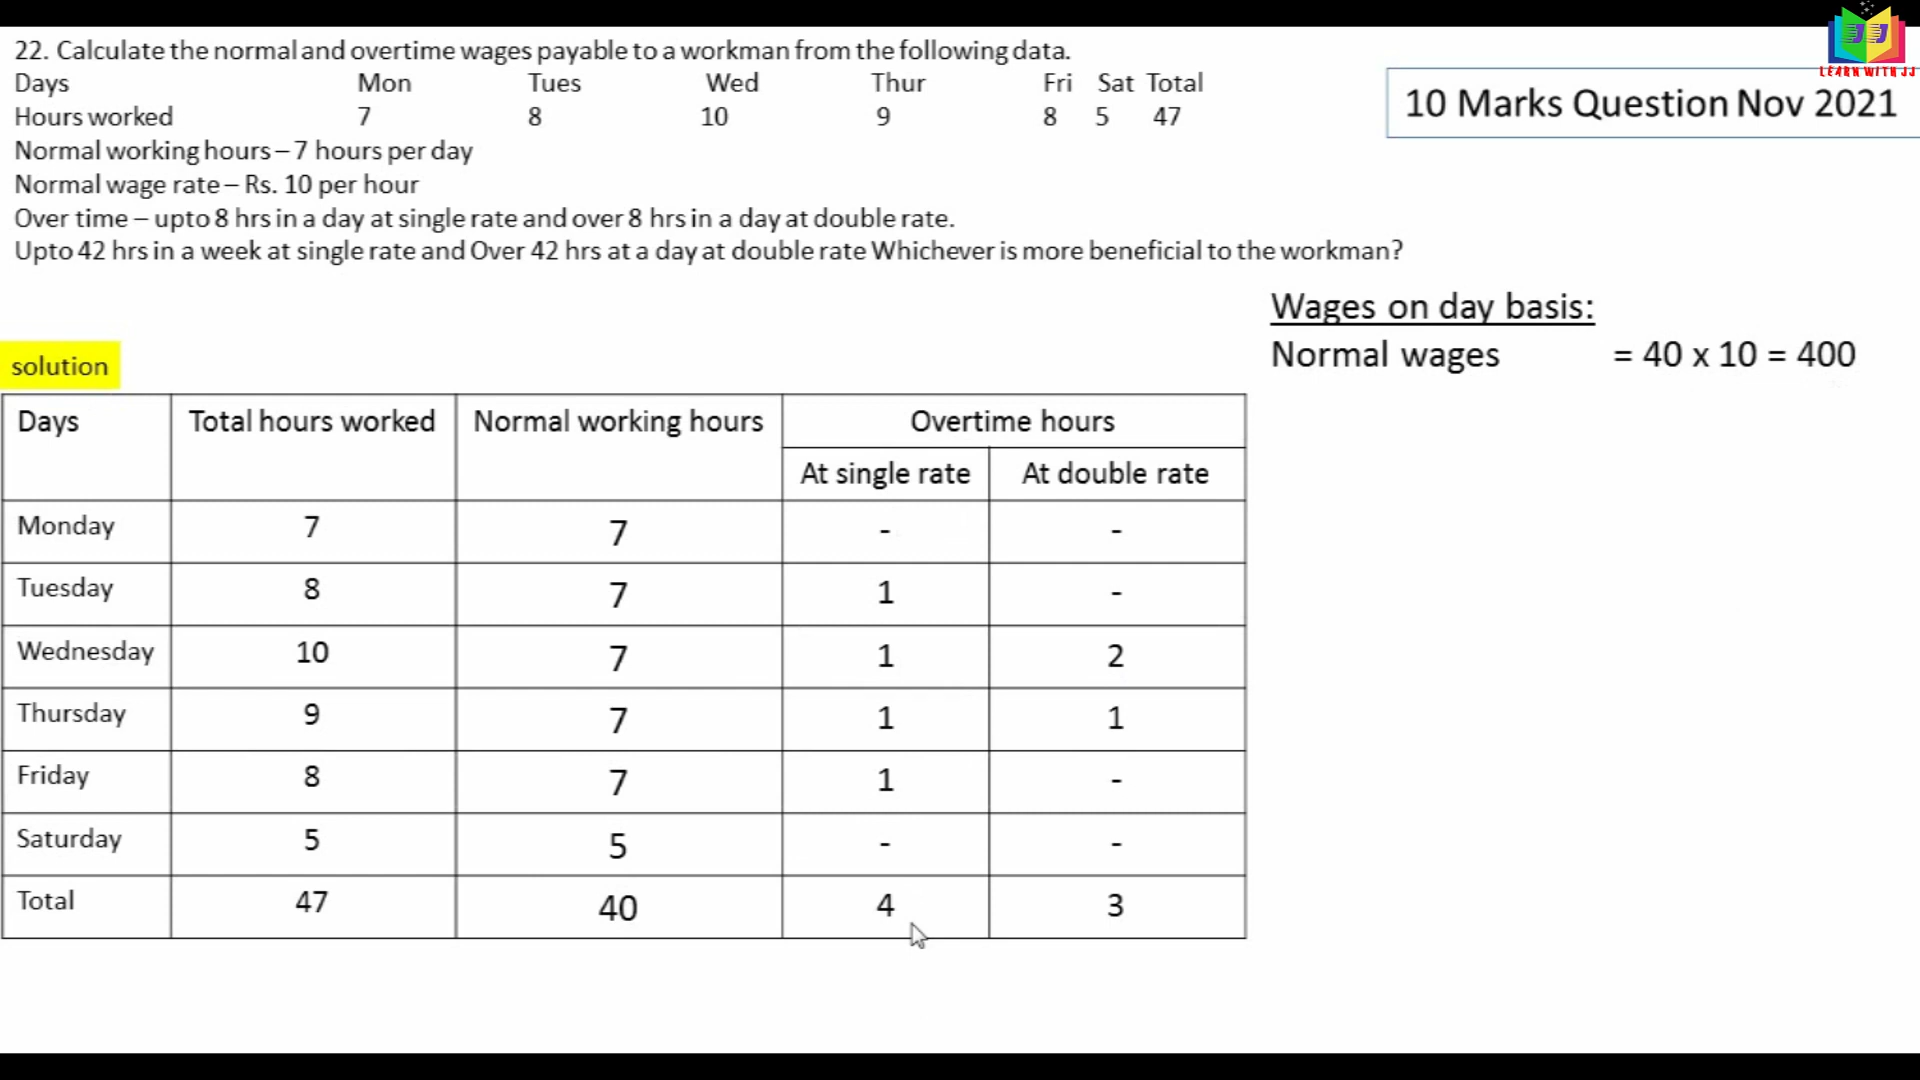 JJ
LEARN WITH JJ
22. Calculate the normal and overtime wages payable to a workman from the following data.
Days Mon Tues Wed Thur Fri Sat Total
Hours worked 7 8 10 9 8 5 47
10 Marks Question Nov 2021
Normal working hours – 7 hours per day
Normal wage rate – Rs. 10 per hour
Over time – upto 8 hrs in a day at single rate and over 8 hrs in a day at double rate.
Upto 42 hrs in a week at single rate and Over 42 hrs at a day at double rate Whichever is more beneficial to the workman?
Wages on day basis:
Normal wages = 40 x 10 = 400
solution
Days Total hours worked Normal working hours Overtime hours
At single rate At double rate
Monday 7 7 - -
Tuesday 8 7 1 -
Wednesday 10 7 1 2
Thursday 9 7 1 1
Friday 8 7 1 -
Saturday 5 5 - -
Total 47 40 4 3